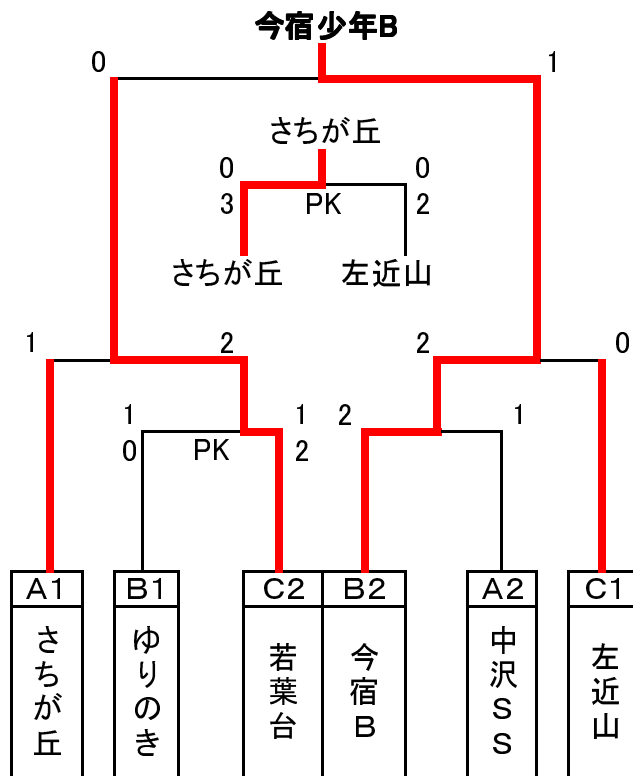 今宿少年B
0 1
さちが丘
0 0
3 PK 2
さちが丘 左近山
1 2 2 0
1 1 2 1
0 PK 2
A1 B1 C2 B2 A2 C1
さちが丘
ゆりのき
若葉台
今宿B
中沢SS
左近山